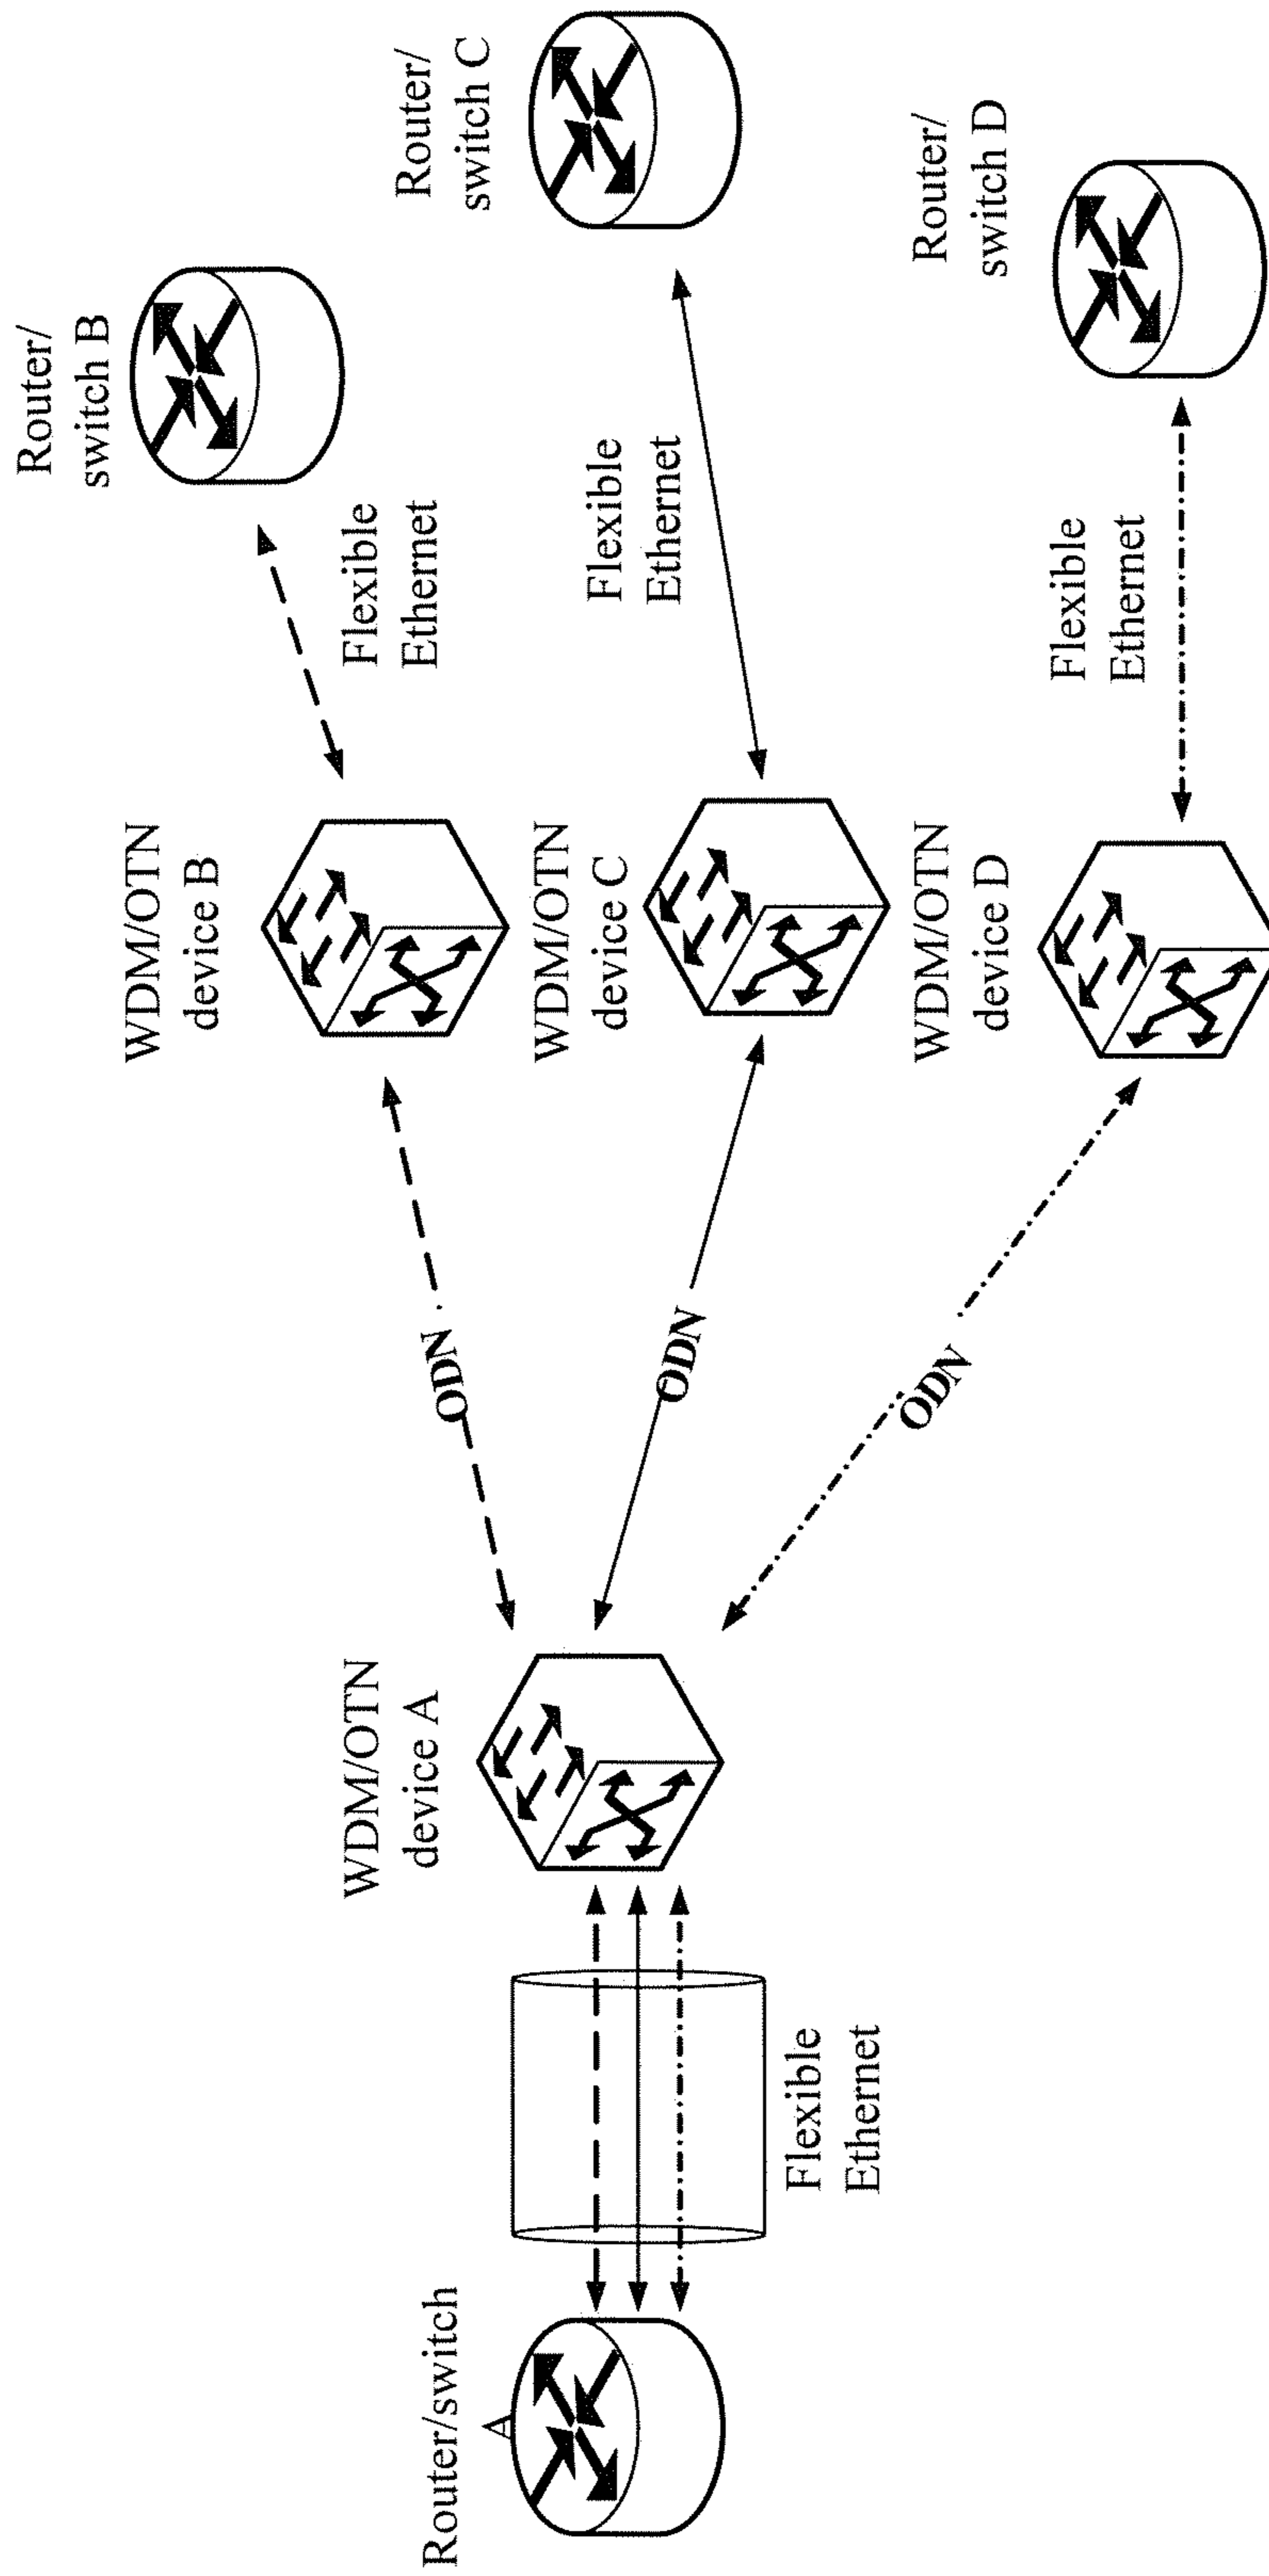 Router/
switch B
Router/
switch C
Router/
switch D
Flexible
Ethernet
Flexible
Ethernet
Flexible
Ethernet
WDM/OTN
device B
WDM/OTN
device C
WDM/OTN
device D
ODN
ODN
ODN
WDM/OTN
device A
Flexible
Ethernet
Router/switch
A